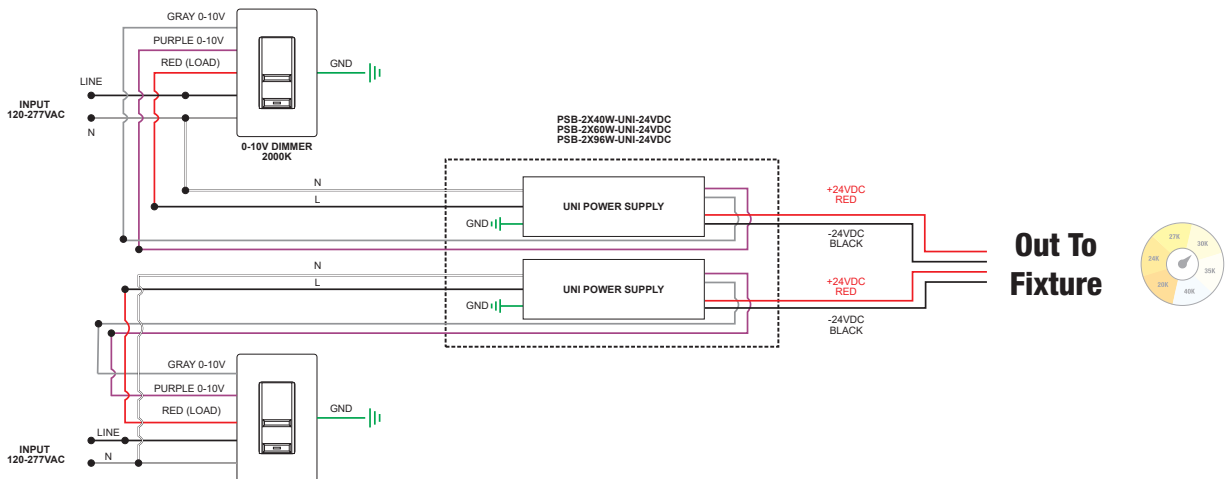 GRAY 0-10V
PURPLE 0-10V
RED (LOAD)
GND
LINE
INPUT
120-277VAC
N
0-10V DIMMER
2000K
PSB-2X40W-UNI-24VDC
PSB-2X60W-UNI-24VDC
PSB-2X96W-UNI-24VDC
N
L
GND
UNI POWER SUPPLY
+24VDC
RED
-24VDC
BLACK
N
L
GND
UNI POWER SUPPLY
+24VDC
RED
-24VDC
BLACK
Out To
Fixture
27K
30K
24K
35K
20K
40K
GRAY 0-10V
PURPLE 0-10V
RED (LOAD)
GND
LINE
INPUT
120-277VAC
N